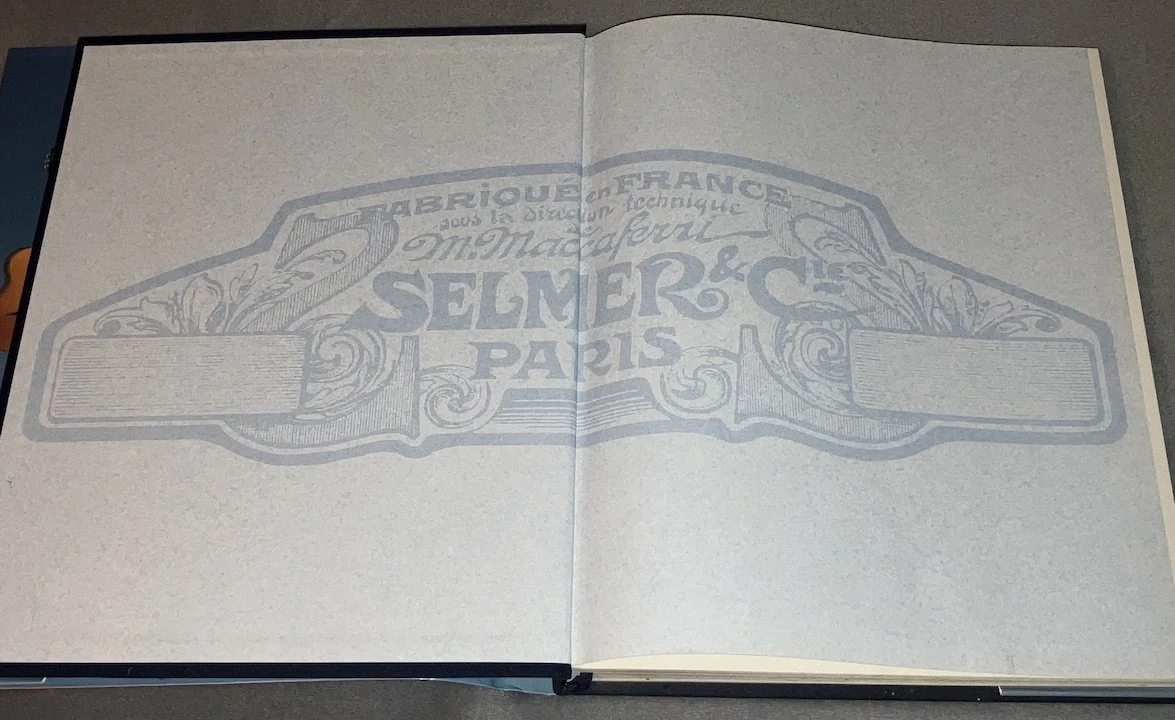 FABRIQUÉ en FRANCE
sous la direction technique
M. Maccaferri
SELMER & Cie
PARIS